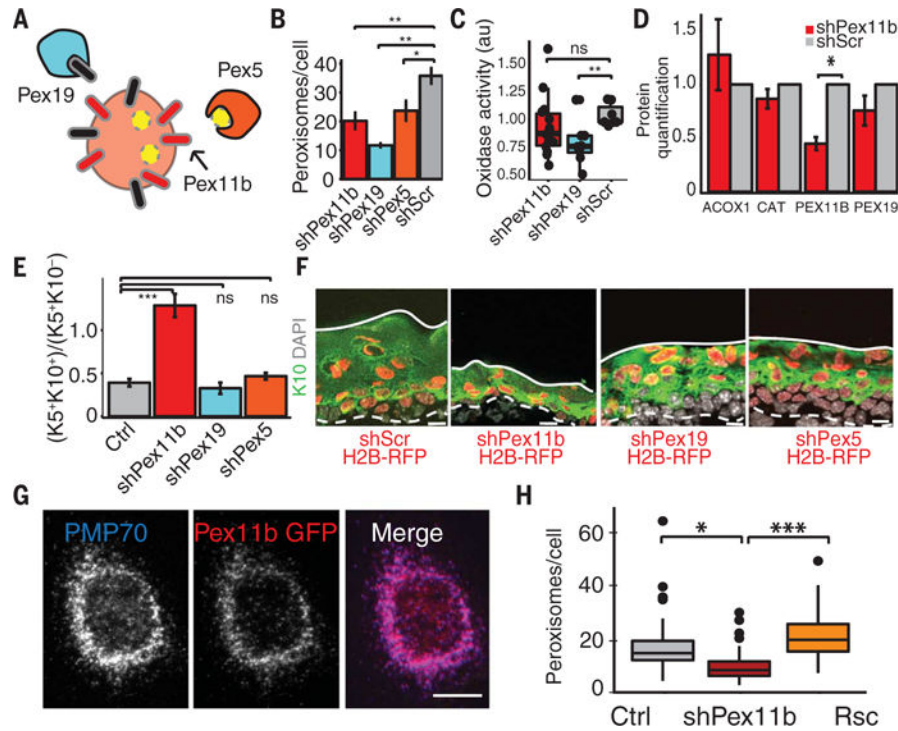 A
Pex19
Pex5
Pex11b
B
Peroxisomes/cell
40
30
20
10
0
**
**
*
shPex11b
shPex19
shPex5
shScr
C
Oxidase activity (au)
1.50
1.25
1.00
0.75
0.50
ns
**
shPex11b
shPex19
shScr
D
Protein
quantification
1.5
1.0
0.5
shPex11b
shScr
*
ACOX1 CAT PEX11B PEX19
E
(K5⁺K10⁺)/(K5⁺K10⁻)
1.0
0.5
0
***
ns
ns
Ctrl
shPex11b
shPex19
shPex5
F
K10 DAPI
shScr
H2B-RFP
shPex11b
H2B-RFP
shPex19
H2B-RFP
shPex5
H2B-RFP
G
PMP70
Pex11b GFP
Merge
H
Peroxisomes/cell
60
40
20
0
*
***
Ctrl
shPex11b
Rsc